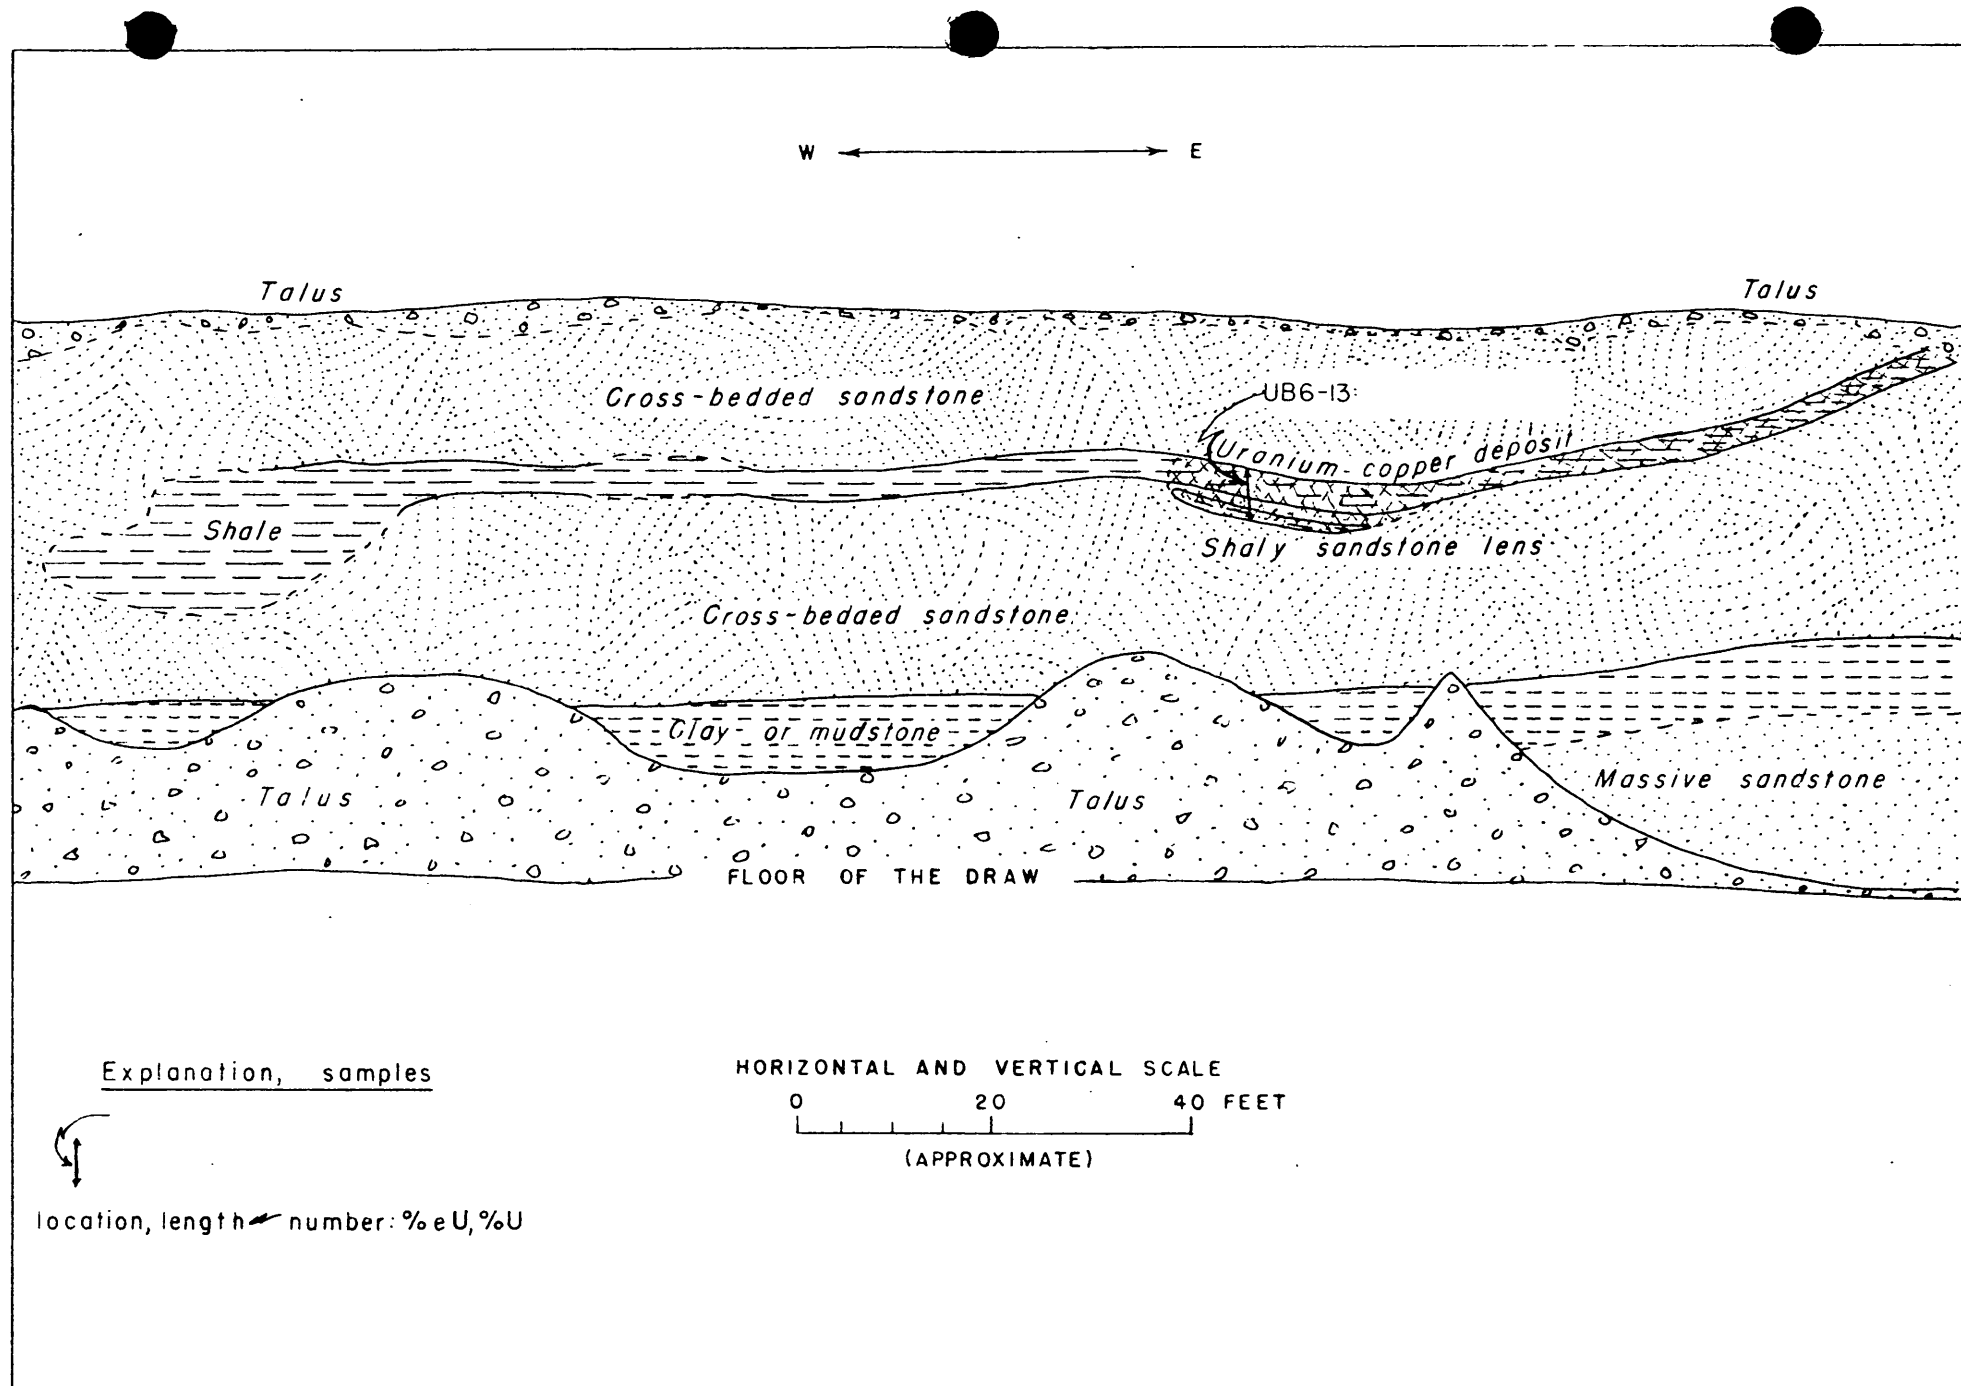 W E
Talus
Talus
Cross-bedded sandstone
UB6-13:
Uranium-copper deposit
Shale
Shaly sandstone lens
Cross-bedded sandstone
Clay or mudstone
Massive sandstone
Talus
Talus
FLOOR OF THE DRAW
Explanation, samples
HORIZONTAL AND VERTICAL SCALE
0 20 40 FEET
(APPROXIMATE)
location, length number: %eU, %U